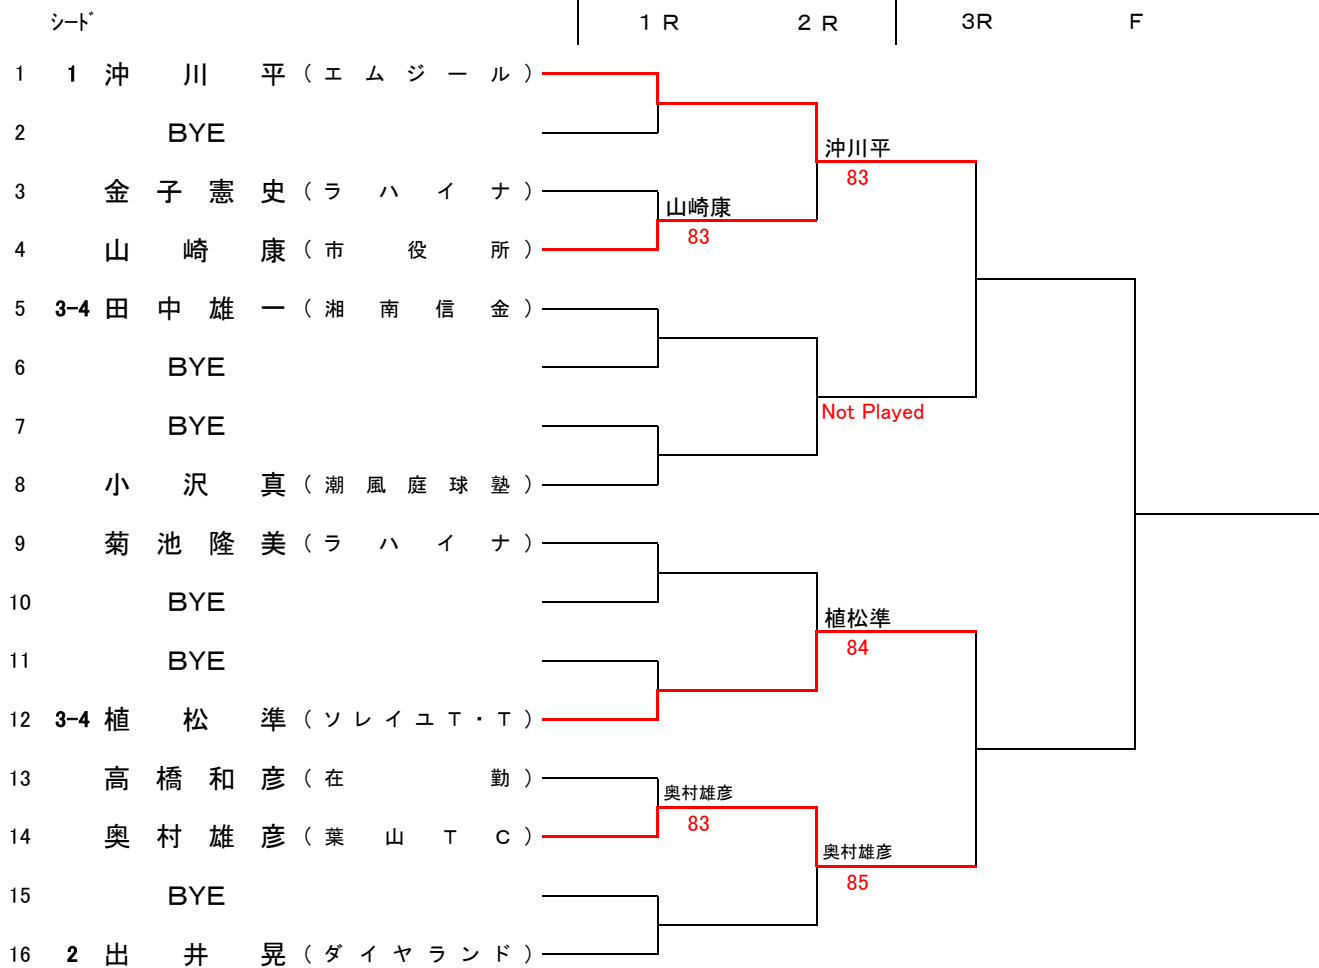 シード 1 R 2 R 3R F
1 1 沖川平 (エムジール)
2 BYE
沖川平
83
3 金子憲史 (ラハイナ)
山崎康
83
4 山崎康 (市役所)
5 3-4 田中雄一 (湘南信金)
6 BYE
Not Played
7 BYE
8 小沢真 (潮風庭球塾)
9 菊池隆美 (ラハイナ)
10 BYE
植松準
84
11 BYE
12 3-4 植松準 (ソレイユT・T)
13 高橋和彦 (在勤)
奥村雄彦
83
14 奥村雄彦 (葉山TC)
奥村雄彦
85
15 BYE
16 2 出井晃 (ダイヤランド)